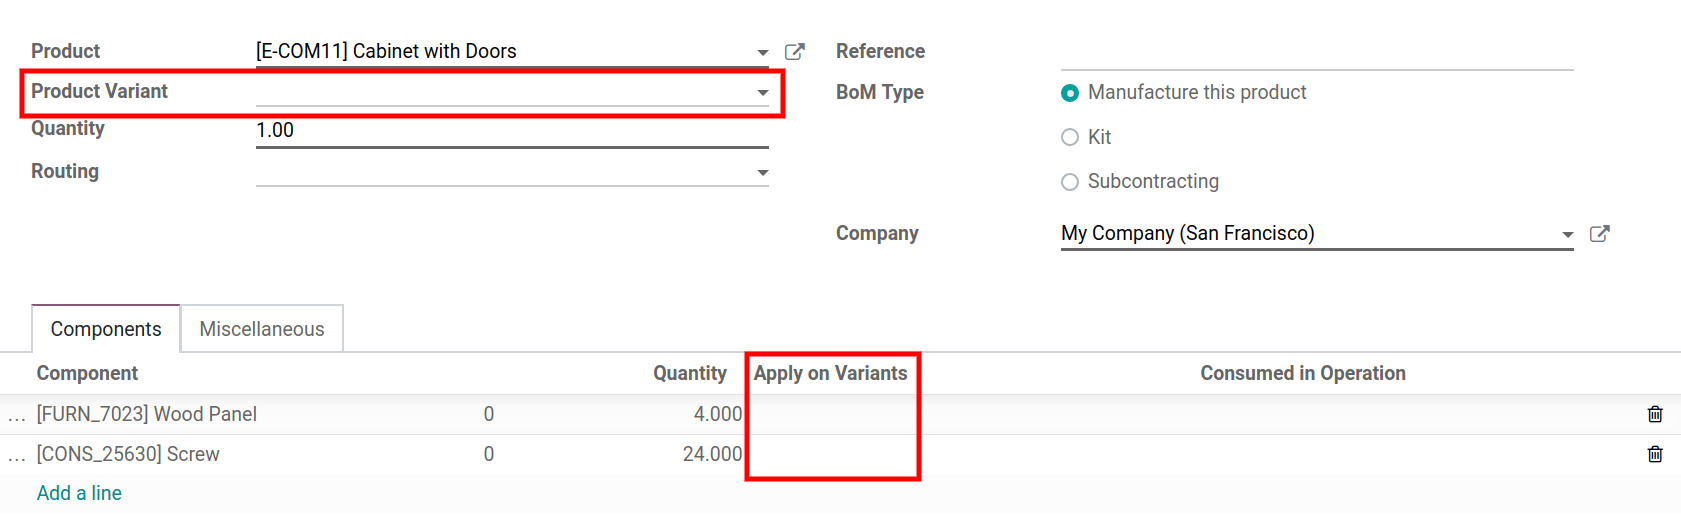 Product [E-COM11] Cabinet with Doors
Product Variant
Quantity 1.00
Routing
Reference
BoM Type Manufacture this product
Kit
Subcontracting
Company My Company (San Francisco)
Components Miscellaneous
Component Quantity Apply on Variants Consumed in Operation
... [FURN_7023] Wood Panel 0 4.000
... [CONS_25630] Screw 0 24.000
Add a line